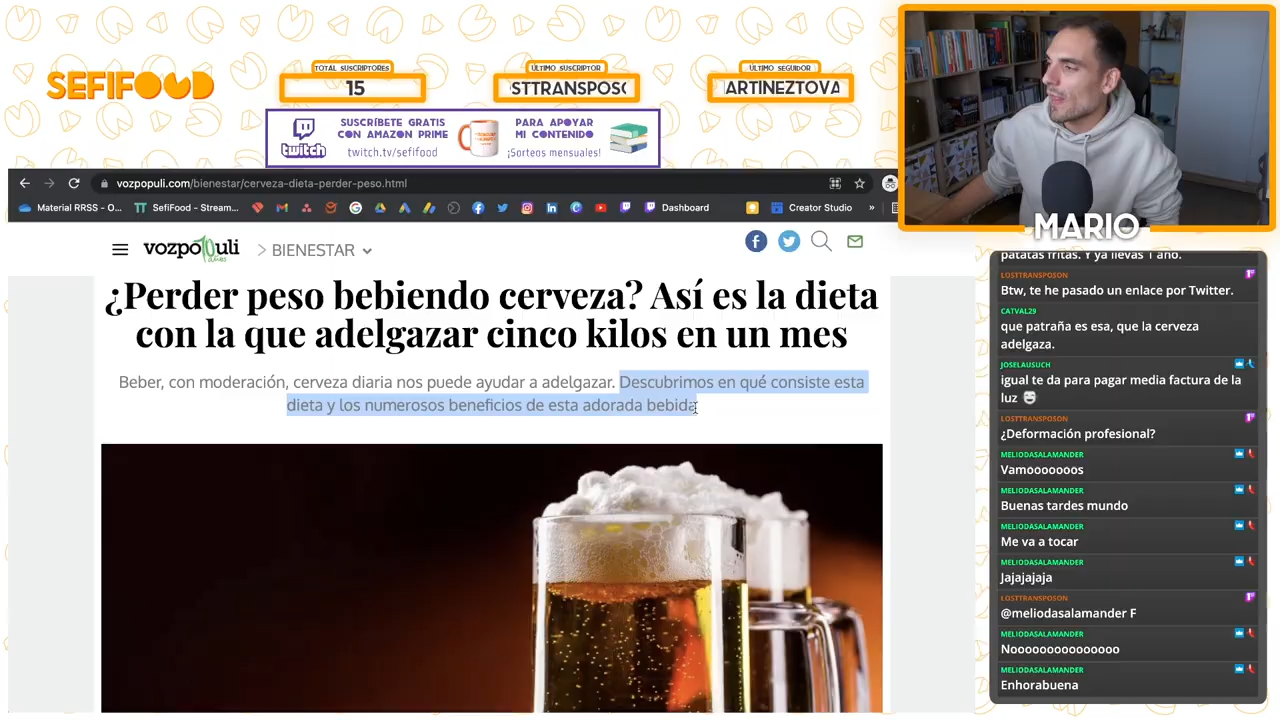 SEFIFOOD
TOTAL SUSCRIPTORES
15
ÚLTIMO SUSCRIPTOR
STTRANSPOSO
ÚLTIMO SEGUIDOR
ARTINEZTOVA
twitch
SUSCRÍBETE GRATIS
CON AMAZON PRIME
twitch.tv/sefifood
PARA APOYAR
MI CONTENIDO
¡Sorteos mensuales!
vozpopuli.com/bienestar/cerveza-dieta-perder-peso.html
Material RRSS - O...
SefiFood - Stream...
Dashboard
Creator Studio
»
vozpópuli
BIENESTAR
¿Perder peso bebiendo cerveza? Así es la dieta
con la que adelgazar cinco kilos en un mes
Beber, con moderación, cerveza diaria nos puede ayudar a adelgazar. Descubrimos en qué consiste esta
dieta y los numerosos beneficios de esta adorada bebida
MARIO
patatas fritas. Y ya llevas 1 año.
LOSTTRANSPOSON
Btw, te he pasado un enlace por Twitter.
CATVAL29
que patraña es esa, que la cerveza
adelgaza.
JOSELAUSUCH
igual te da para pagar media factura de la
luz
LOSTTRANSPOSON
¿Deformación profesional?
MELIODASALAMANDER
Vamooooooos
MELIODASALAMANDER
Buenas tardes mundo
MELIODASALAMANDER
Me va a tocar
MELIODASALAMANDER
Jajajajaja
LOSTTRANSPOSON
@meliodasalamander F
MELIODASALAMANDER
Nooooooooooooooo
MELIODASALAMANDER
Enhorabuena